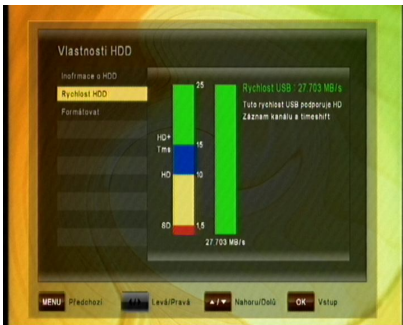 Vlastnosti HDD
Inofrmace o HDD
Rychlost HDD
Formátovat
25
HD+
Tms
15
HD
10
SD
1,5
27.703 MB/s
Rychlost USB : 27.703 MB/s
Tuto rychlost USB podporuje HD
Záznam kanálu a timeshift
MENU Předchozí
Levá/Pravá
▲/▼ Nahoru/Dolů
OK Vstup